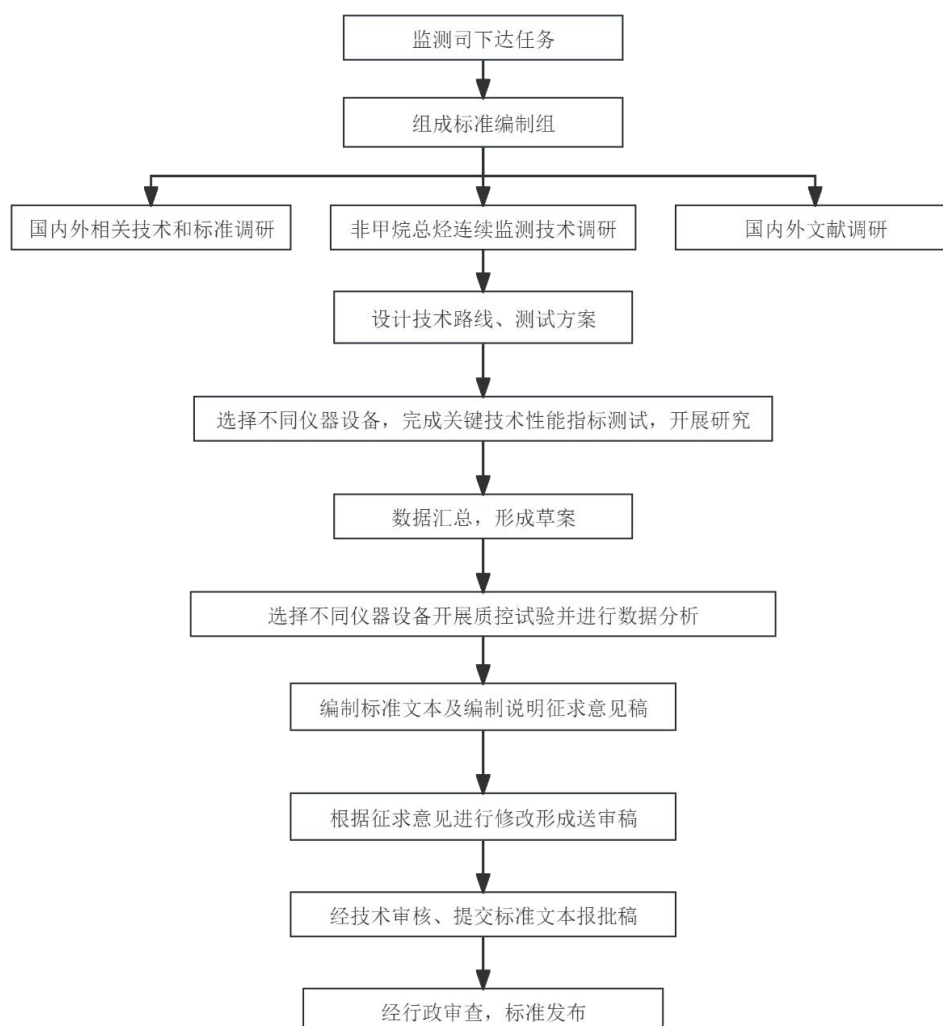 监测司下达任务
组成标准编制组
国内外相关技术和标准调研
非甲烷总烃连续监测技术调研
国内外文献调研
设计技术路线、测试方案
选择不同仪器设备，完成关键技术性能指标测试，开展研究
数据汇总，形成草案
选择不同仪器设备开展质控试验并进行数据分析
编制标准文本及编制说明征求意见稿
根据征求意见进行修改形成送审稿
经技术审核、提交标准文本报批稿
经行政审查，标准发布